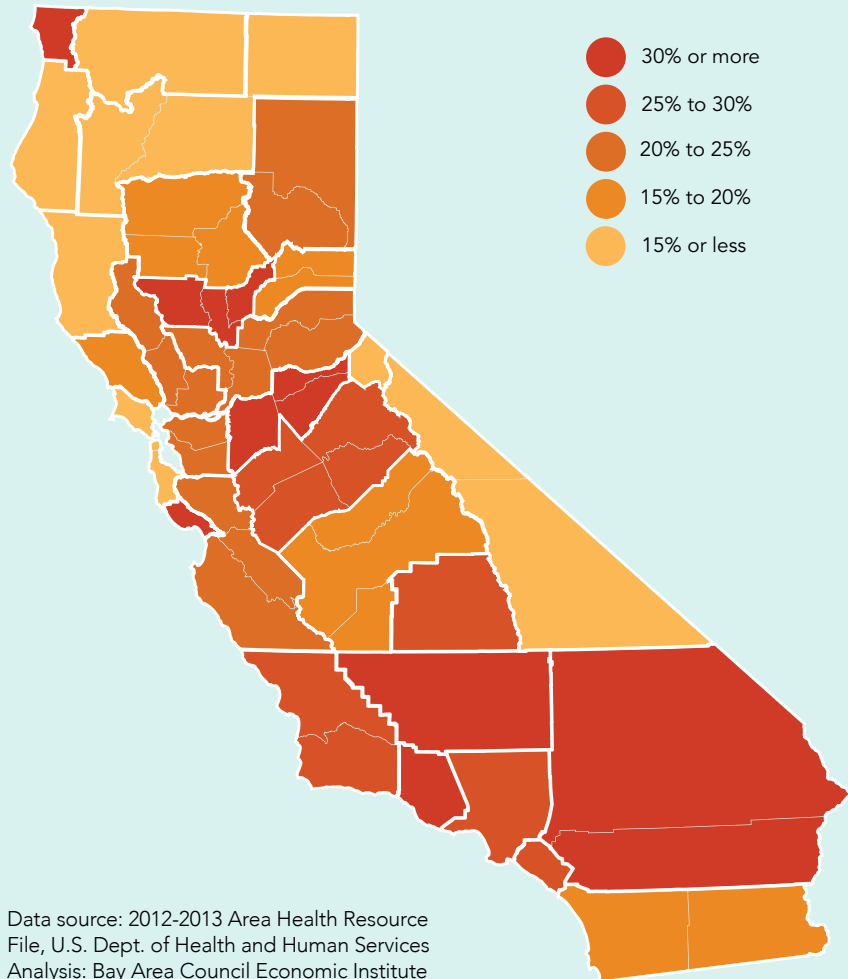 30% or more
25% to 30%
20% to 25%
15% to 20%
15% or less
Data source: 2012-2013 Area Health Resource
File, U.S. Dept. of Health and Human Services
Analysis: Bay Area Council Economic Institute